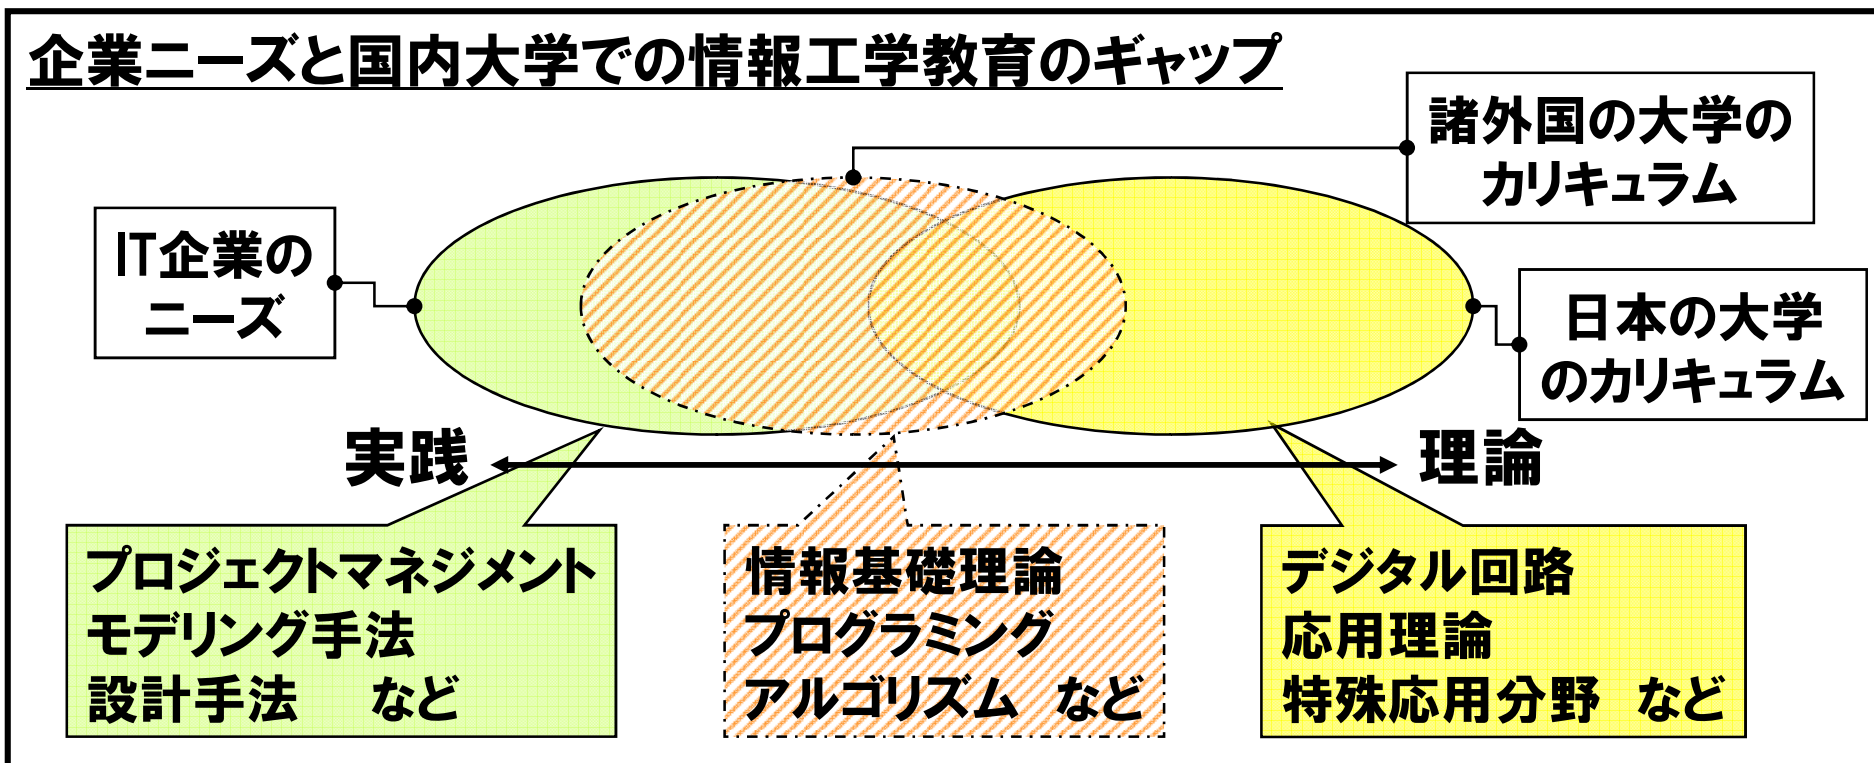 企業ニーズと国内大学での情報工学教育のギャップ
諸外国の大学の
カリキュラム
IT企業の
ニーズ
日本の大学
のカリキュラム
実践
理論
プロジェクトマネジメント
モデリング手法
設計手法　など
情報基礎理論
プログラミング
アルゴリズム　など
デジタル回路
応用理論
特殊応用分野　など